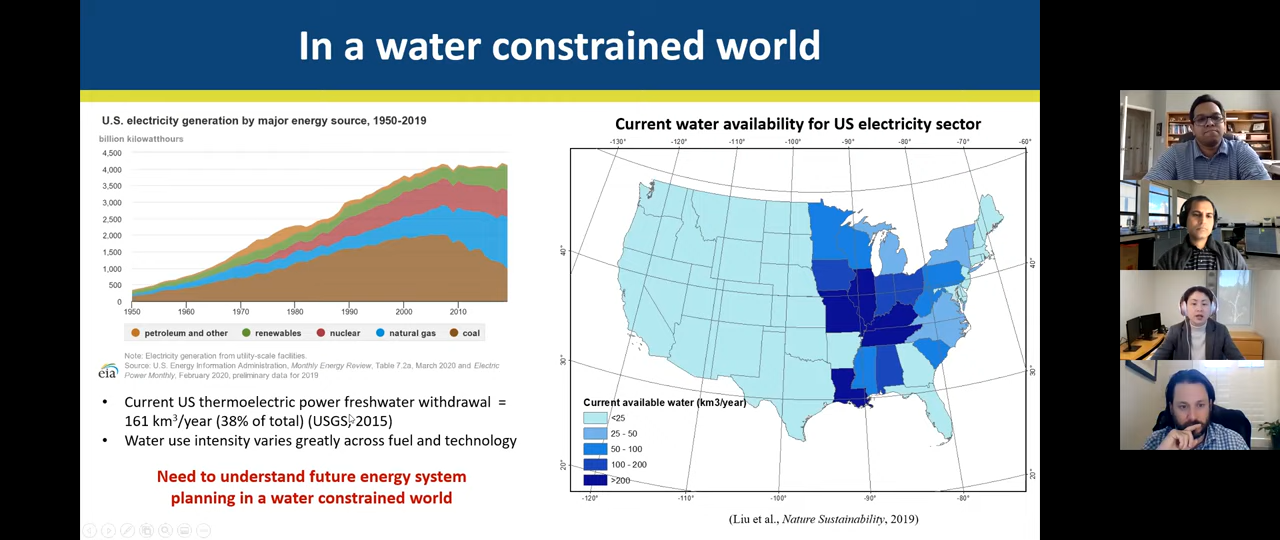 In a water constrained world
U.S. electricity generation by major energy source, 1950-2019
billion kilowatthours
4,500
4,000
3,500
3,000
2,500
2,000
1,500
1,000
500
0
1950
1960
1970
1980
1990
2000
2010
petroleum and other
renewables
nuclear
natural gas
coal
Note: Electricity generation from utility-scale facilities.
Source: U.S. Energy Information Administration, Monthly Energy Review, Table 7.2a, March 2020 and Electric
Power Monthly, February 2020, preliminary data for 2019
eia
• Current US thermoelectric power freshwater withdrawal =
161 km³/year (38% of total) (USGS, 2015)
• Water use intensity varies greatly across fuel and technology
Need to understand future energy system
planning in a water constrained world
Current water availability for US electricity sector
-130°
-120°
-110°
-100°
-90°
-80°
-70°
-60°
40°
40°
30°
30°
20°
20°
Current available water (km3/year)
<25
25 - 50
50 - 100
100 - 200
>200
-120°
-110°
-100°
-90°
-80°
(Liu et al., Nature Sustainability, 2019)